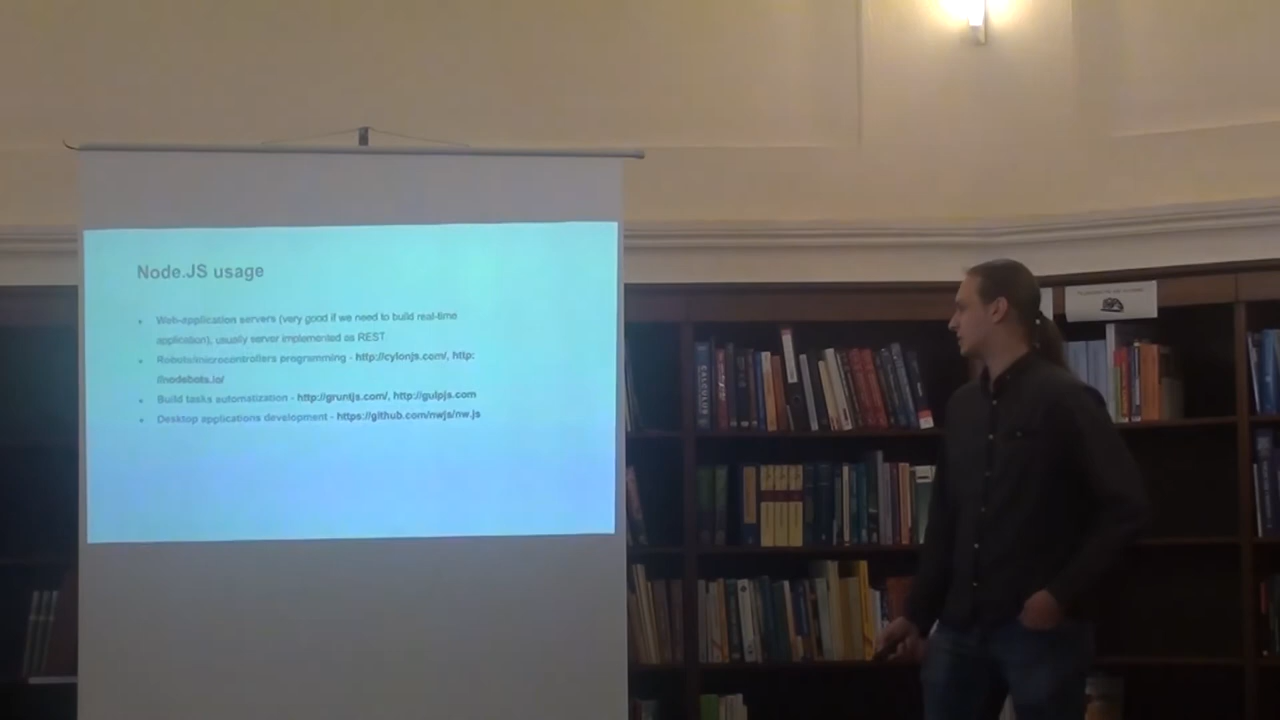 Node.JS usage
Web-application servers (very good if we need to build real-time
application), usually server implemented as REST
Robots/microcontrollers programming - http://cylonjs.com/, http:
//nodebots.io/
Build tasks automatization - http://gruntjs.com/, http://gulpjs.com
Desktop applications development - https://github.com/nwjs/nw.js
CALCULUS